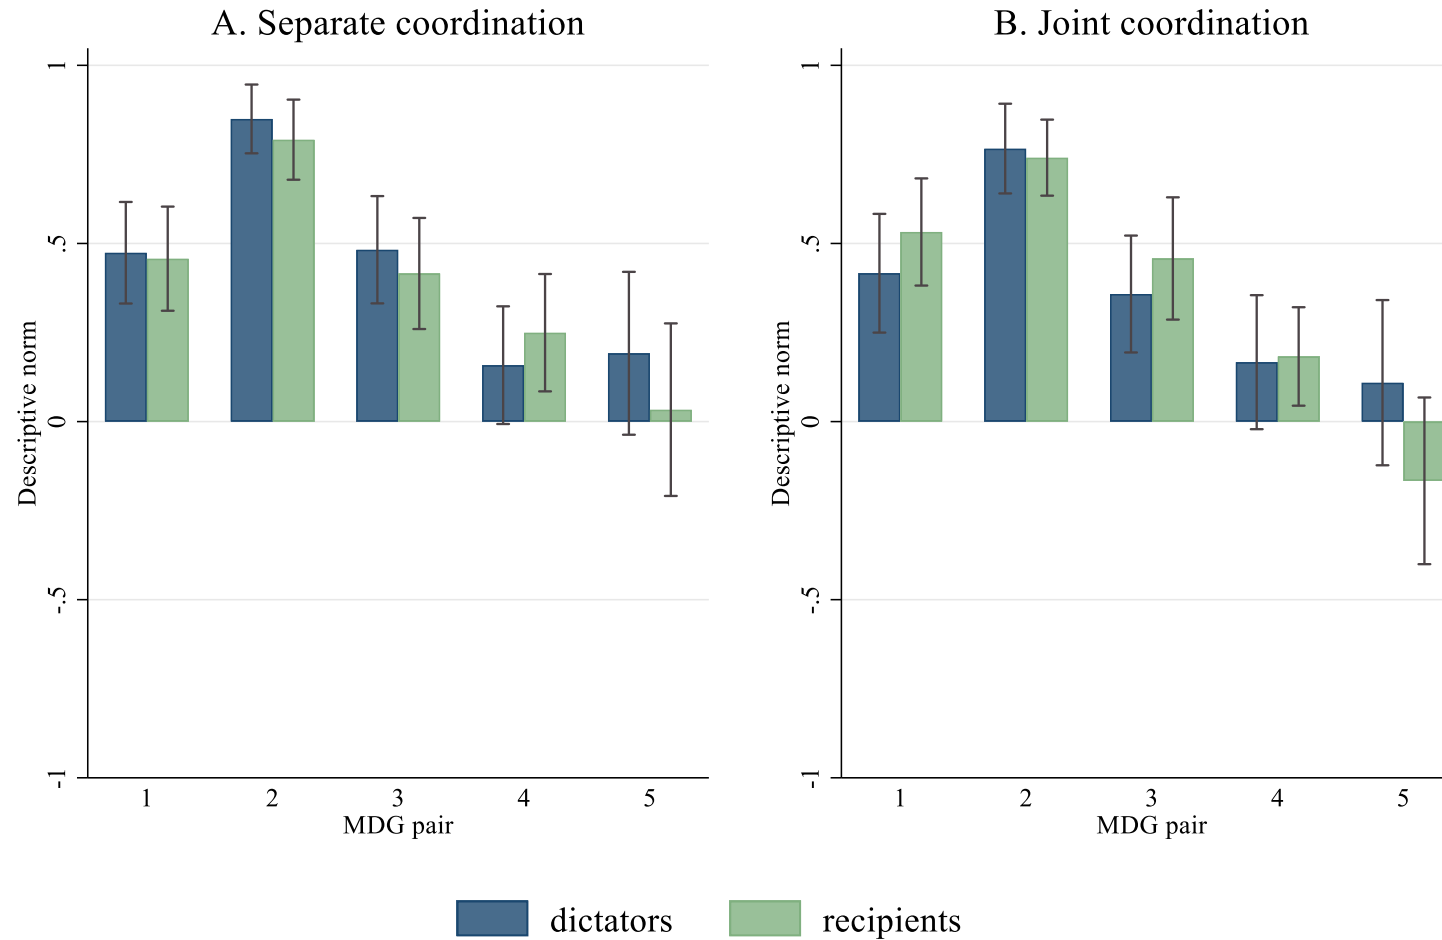 A. Separate coordination
Descriptive norm
1
.5
0
-.5
-1
1 2 3 4 5
MDG pair
B. Joint coordination
Descriptive norm
1
.5
0
-.5
-1
1 2 3 4 5
MDG pair
dictators recipients